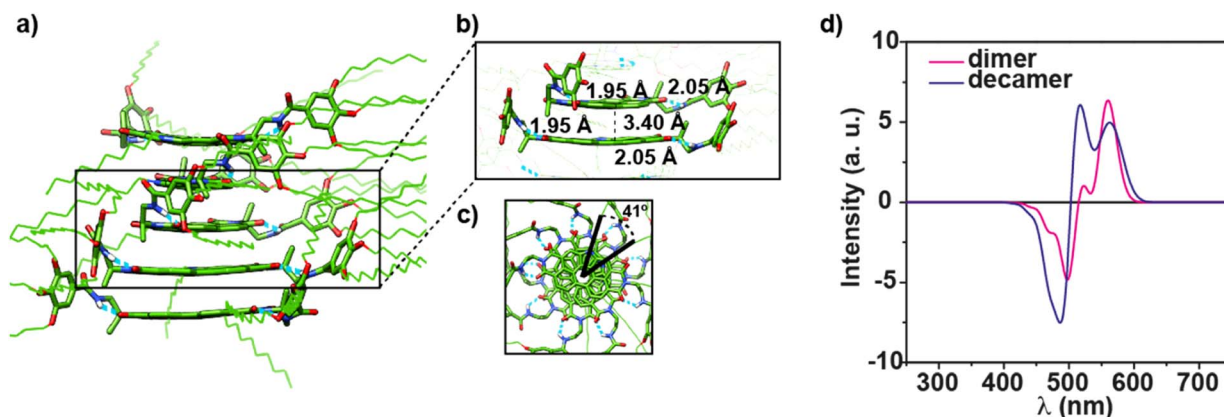 a)
b)
1.95 Å
2.05 Å
1.95 Å
3.40 Å
2.05 Å
c)
41º
d)
10
5
0
-5
-10
Intensity (a. u.)
dimer
decamer
300 400 500 600 700
λ (nm)